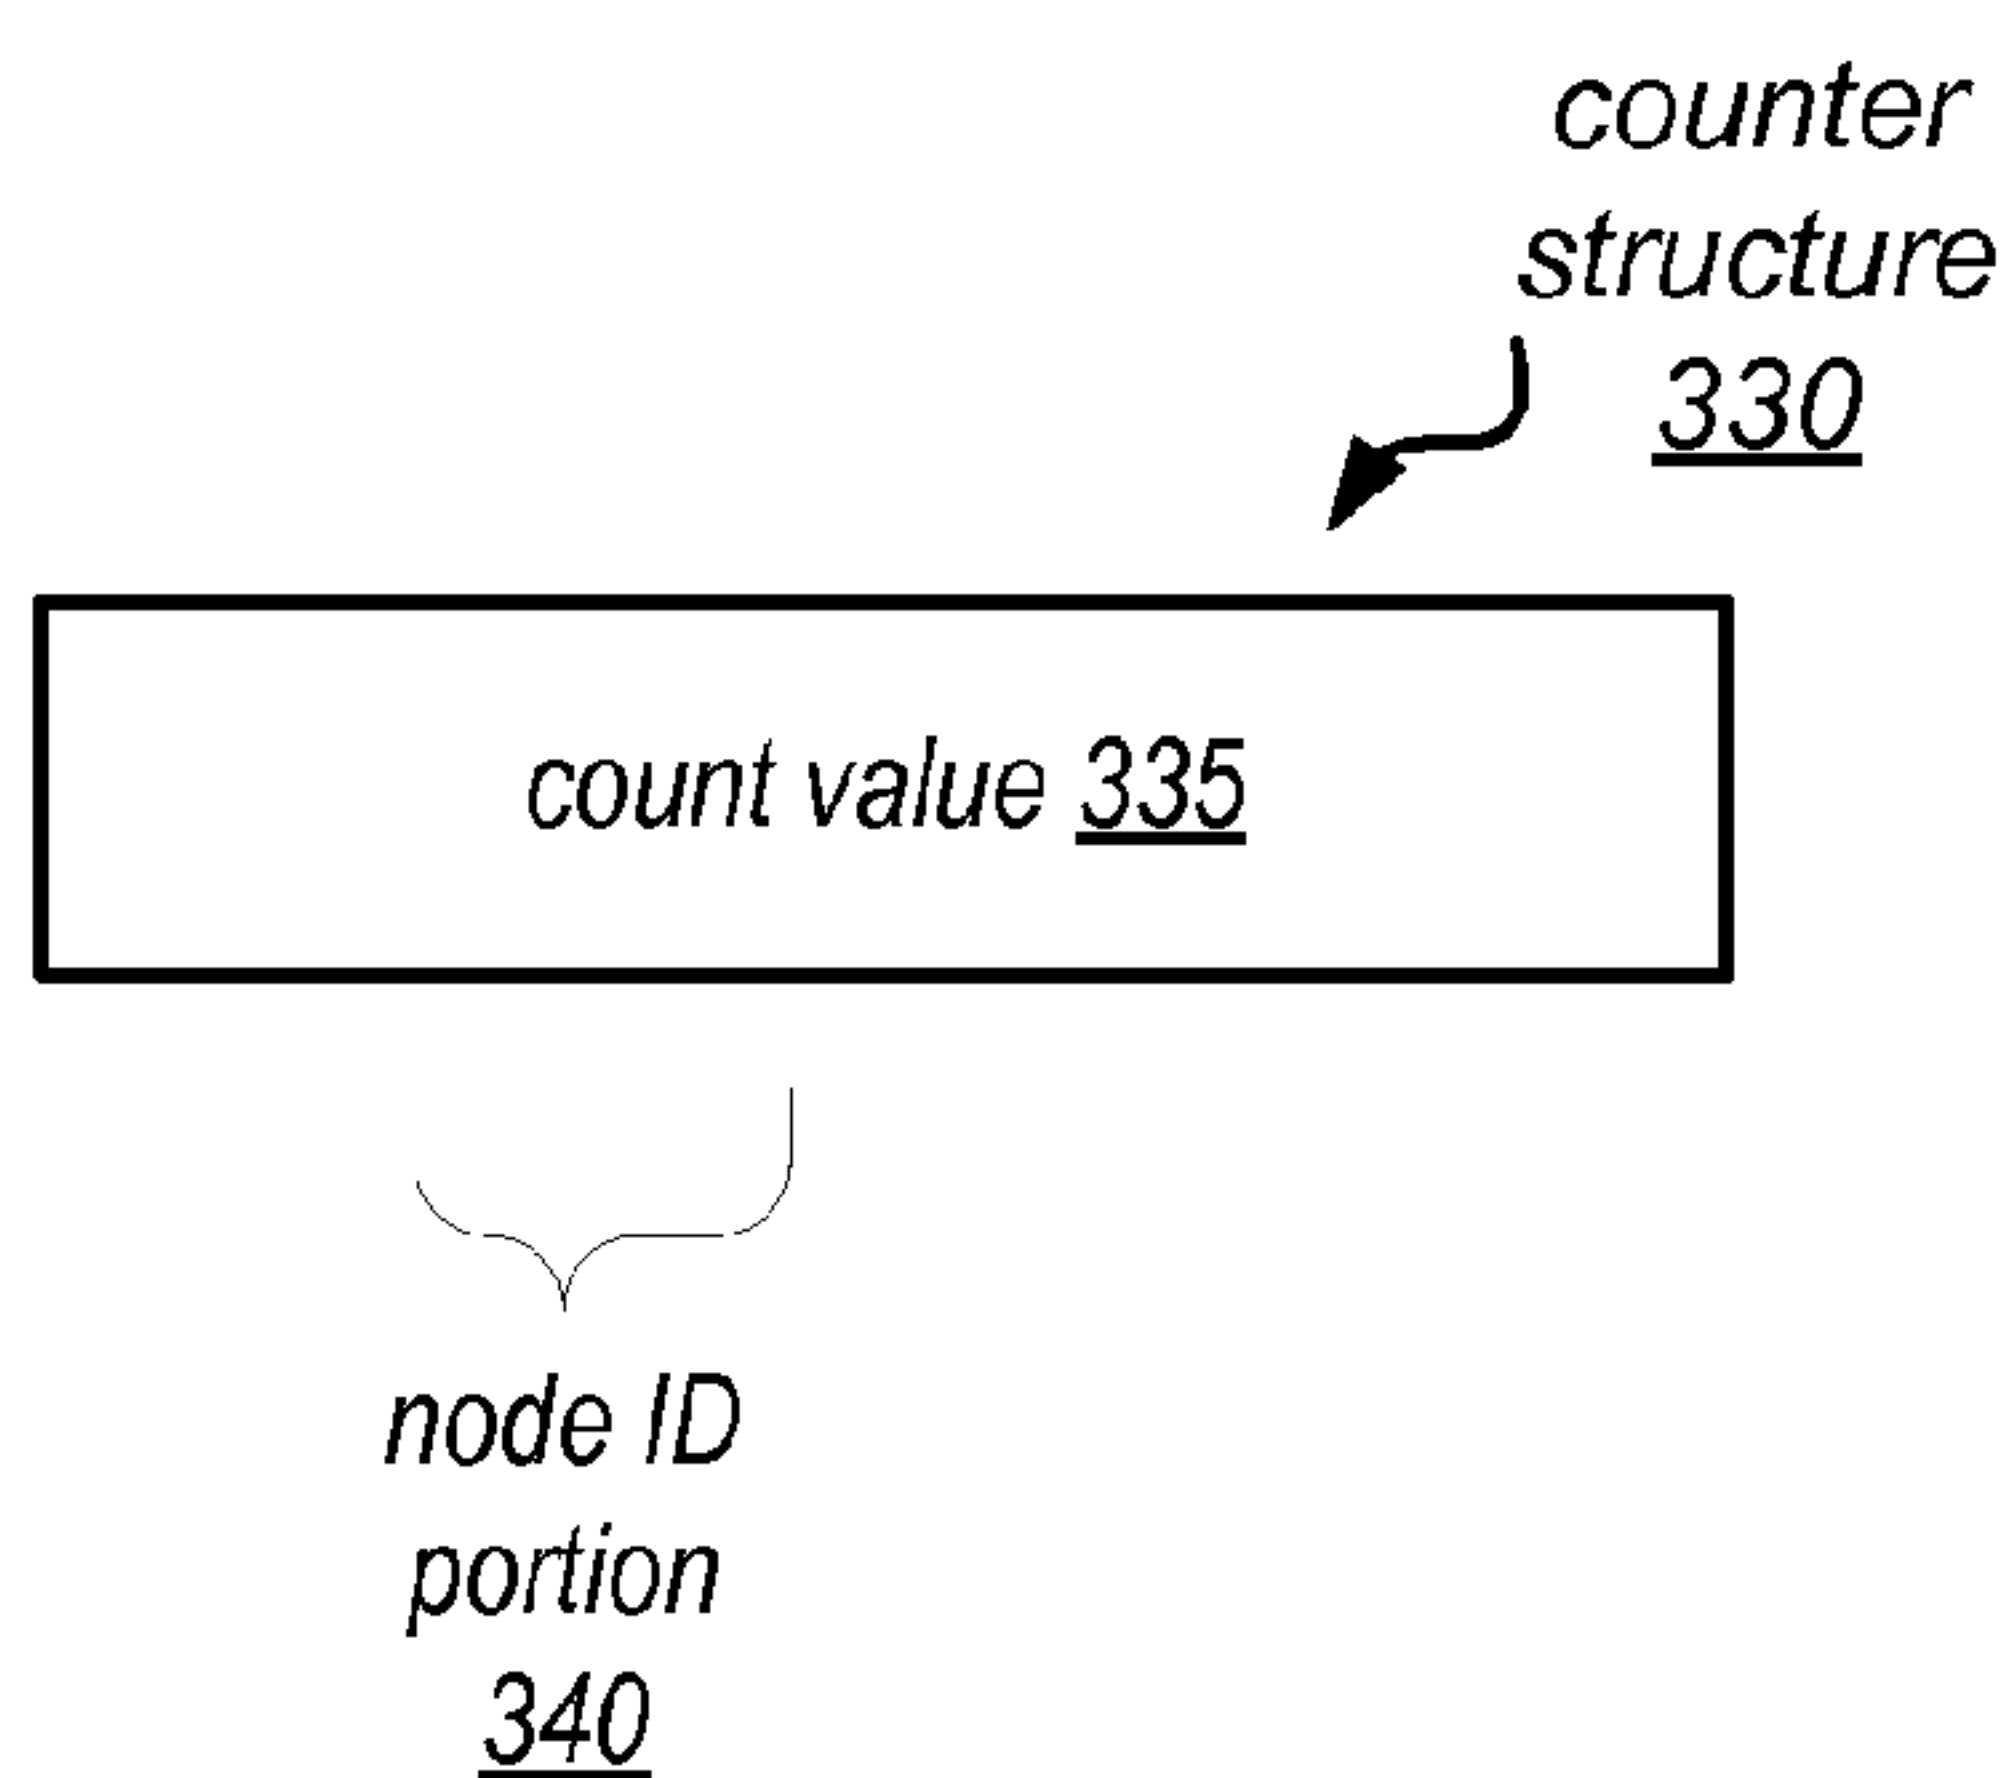 counter
structure
330
count value 335
node ID
portion
340